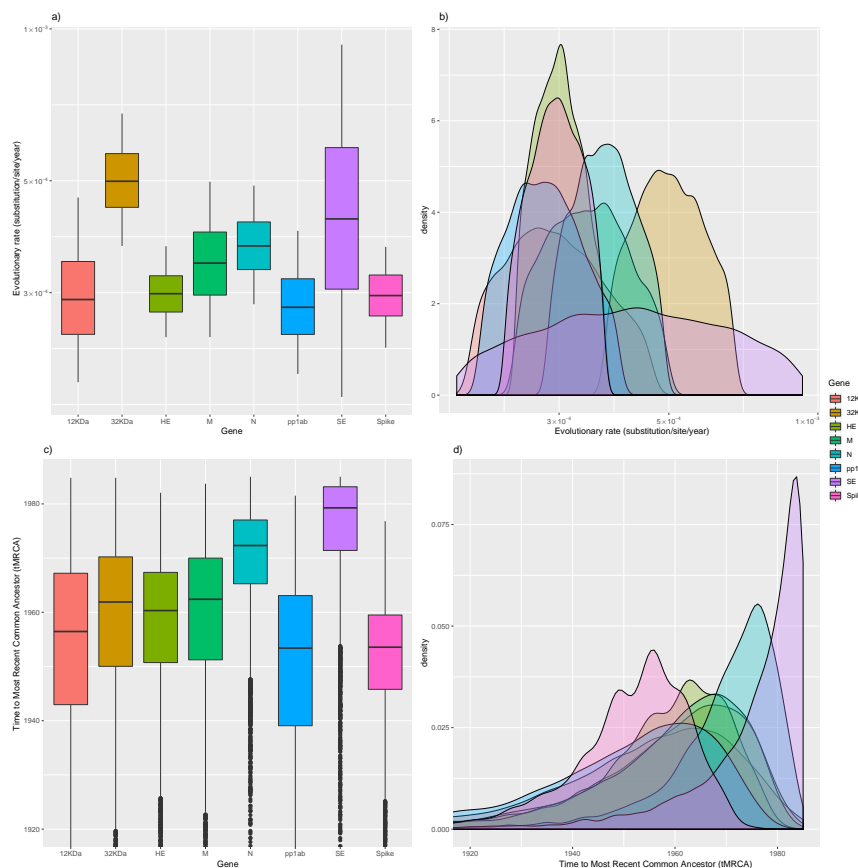 a)
1×10⁻³
5×10⁻⁴
3×10⁻⁴
Evolutionary rate (substitution/site/year)
12KDa 32KDa HE M N pp1ab SE Spike
Gene
b)
8
6
4
2
0
density
3×10⁻⁴ 5×10⁻⁴ 1×10⁻³
Evolutionary rate (substitution/site/year)
Gene
HE
M
N
SE
c)
1980
1960
1940
1920
Time to Most Recent Common Ancestor (tMRCA)
12KDa 32KDa HE M N pp1ab SE Spike
Gene
d)
0.075
0.050
0.025
0.000
density
1920 1940 1960 1980
Time to Most Recent Common Ancestor (tMRCA)